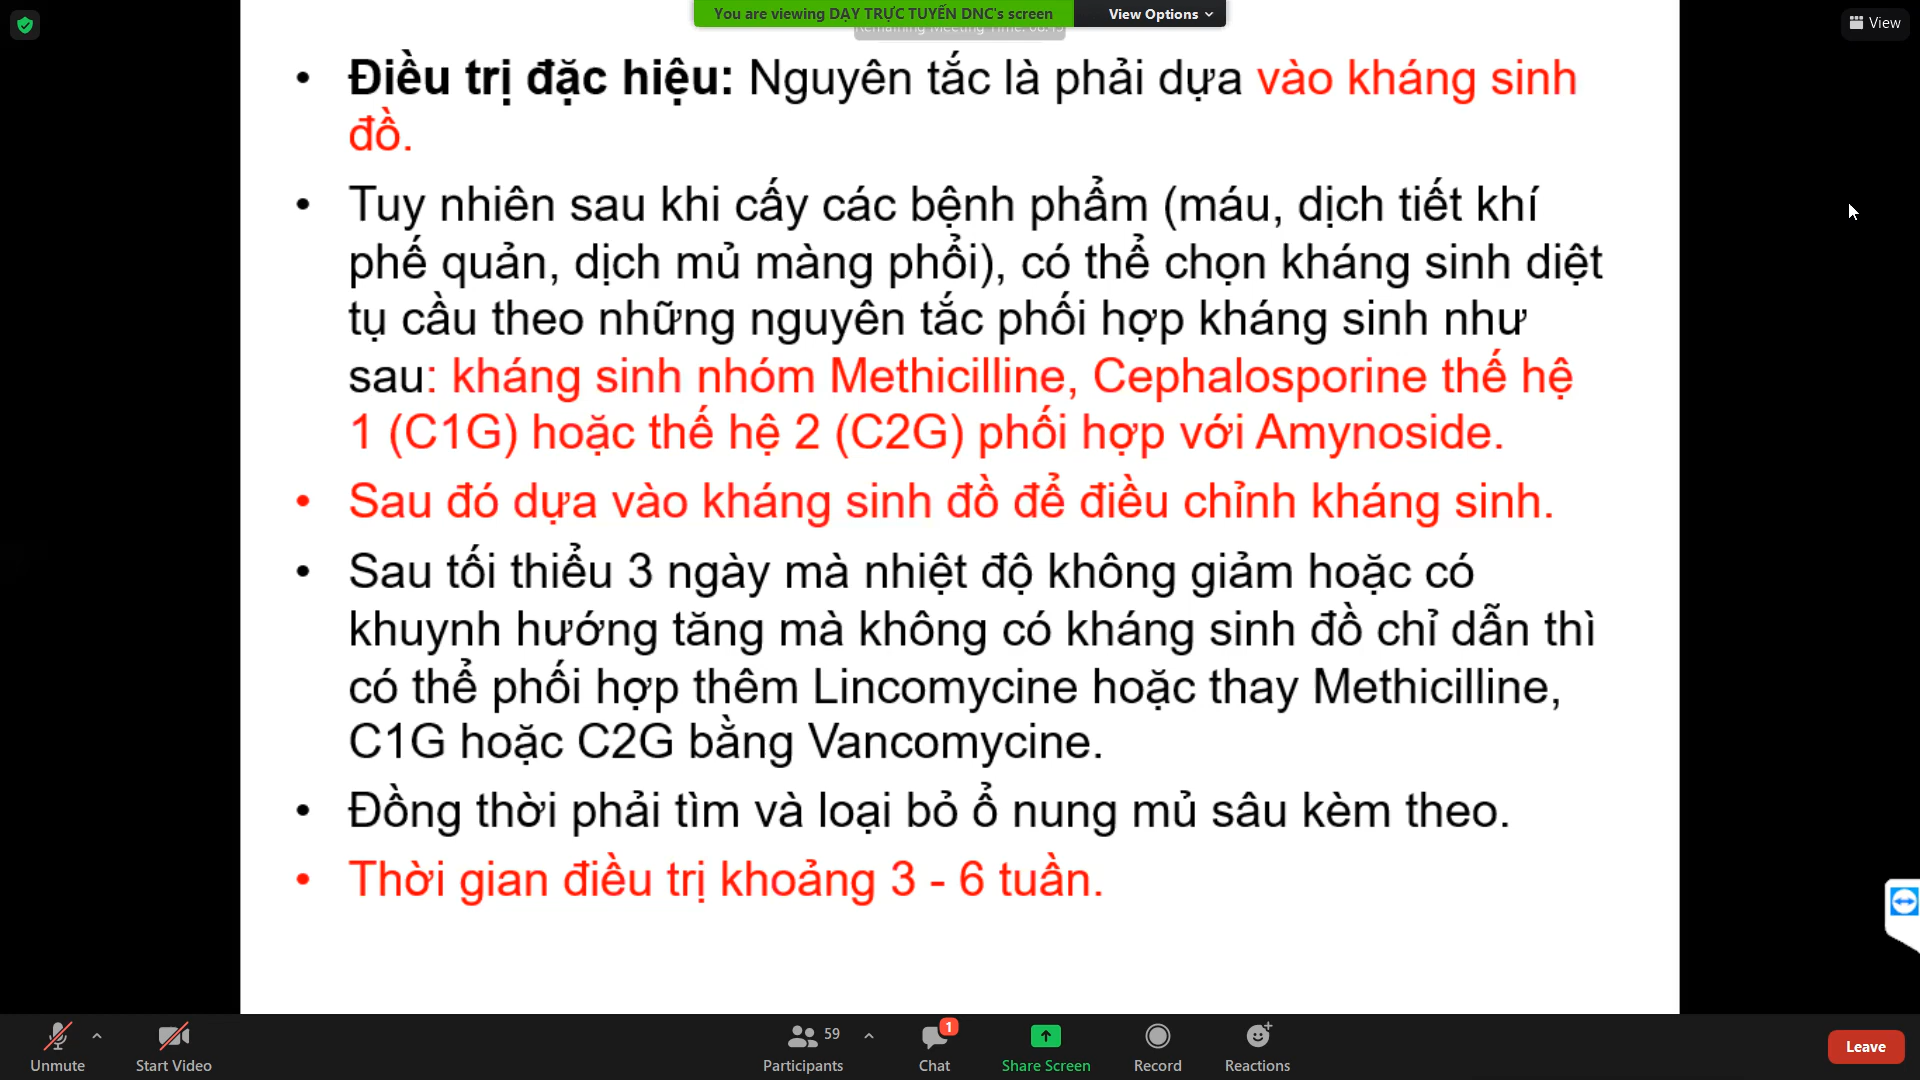 You are viewing DẠY TRỰC TUYẾN DNC's screen
View Options
View
• Điều trị đặc hiệu: Nguyên tắc là phải dựa vào kháng sinh
đồ.
• Tuy nhiên sau khi cấy các bệnh phẩm (máu, dịch tiết khí
phế quản, dịch mủ màng phổi), có thể chọn kháng sinh diệt
tụ cầu theo những nguyên tắc phối hợp kháng sinh như
sau: kháng sinh nhóm Methicilline, Cephalosporine thế hệ
1 (C1G) hoặc thế hệ 2 (C2G) phối hợp với Amynoside.
• Sau đó dựa vào kháng sinh đồ để điều chỉnh kháng sinh.
• Sau tối thiểu 3 ngày mà nhiệt độ không giảm hoặc có
khuynh hướng tăng mà không có kháng sinh đồ chỉ dẫn thì
có thể phối hợp thêm Lincomycine hoặc thay Methicilline,
C1G hoặc C2G bằng Vancomycine.
• Đồng thời phải tìm và loại bỏ ổ nung mủ sâu kèm theo.
• Thời gian điều trị khoảng 3 - 6 tuần.
Unmute
Start Video
59
Participants
1
Chat
Share Screen
Record
Reactions
Leave